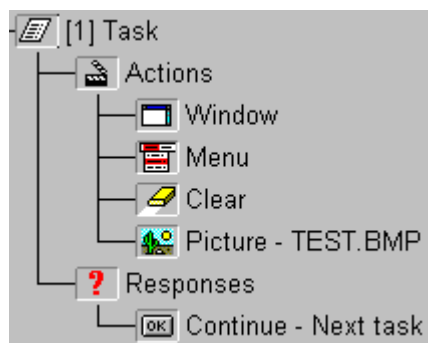 [1] Task
Actions
Window
Menu
Clear
Picture - TEST.BMP
Responses
OK Continue - Next task